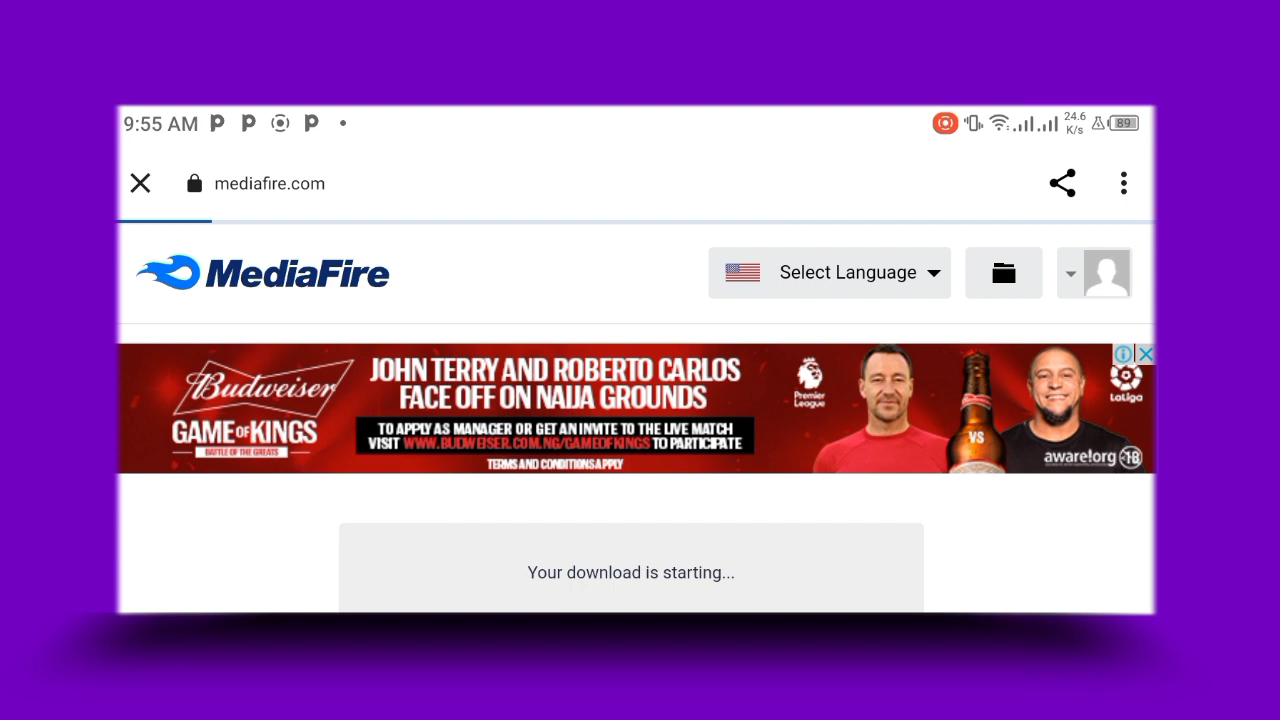 9:55 AM
24.6
K/s
89
mediafire.com
MediaFire
Select Language
Budweiser
GAME OF KINGS
BATTLE OF THE GREATS
JOHN TERRY AND ROBERTO CARLOS
FACE OFF ON NAIJA GROUNDS
TO APPLY AS MANAGER OR GET AN INVITE TO THE LIVE MATCH
VISIT WWW.BUDWEISER.COM.NG/GAMEOFKINGS TO PARTICIPATE
TERMS AND CONDITIONS APPLY
Premier
League
VS
LaLiga
aware!org 18
Your download is starting...